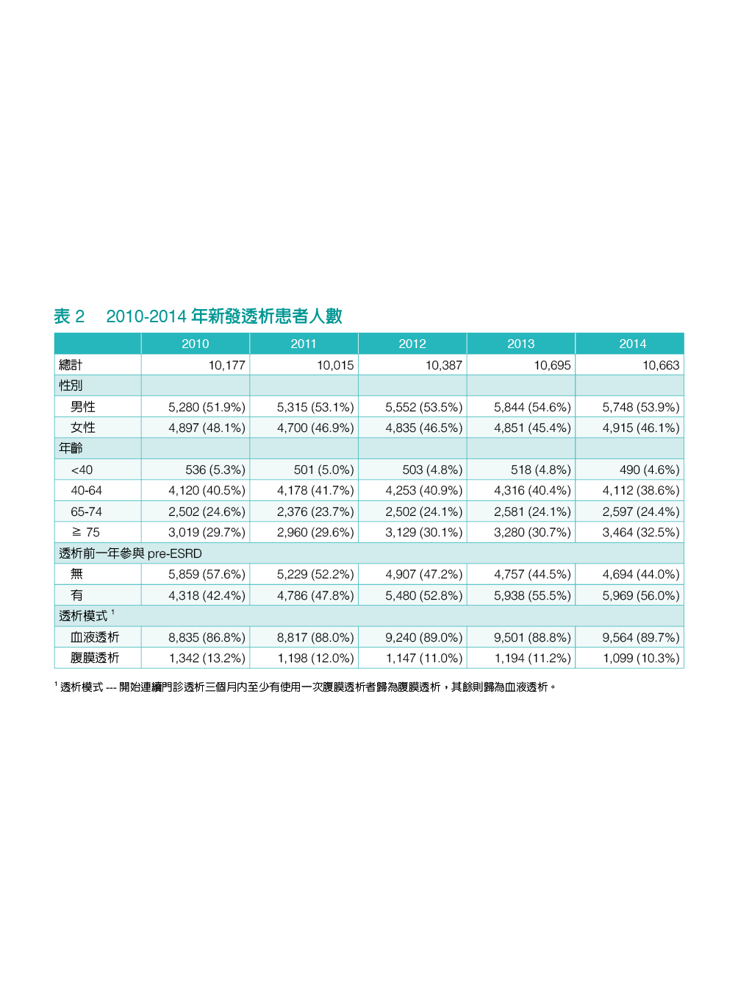 表 2 2010-2014 年新發透析患者人數
2010 2011 2012 2013 2014
總計 10,177 10,015 10,387 10,695 10,663
性別
男性 5,280 (51.9%) 5,315 (53.1%) 5,552 (53.5%) 5,844 (54.6%) 5,748 (53.9%)
女性 4,897 (48.1%) 4,700 (46.9%) 4,835 (46.5%) 4,851 (45.4%) 4,915 (46.1%)
年齡
<40 536 (5.3%) 501 (5.0%) 503 (4.8%) 518 (4.8%) 490 (4.6%)
40-64 4,120 (40.5%) 4,178 (41.7%) 4,253 (40.9%) 4,316 (40.4%) 4,112 (38.6%)
65-74 2,502 (24.6%) 2,376 (23.7%) 2,502 (24.1%) 2,581 (24.1%) 2,597 (24.4%)
≧ 75 3,019 (29.7%) 2,960 (29.6%) 3,129 (30.1%) 3,280 (30.7%) 3,464 (32.5%)
透析前一年參與 pre-ESRD
無 5,859 (57.6%) 5,229 (52.2%) 4,907 (47.2%) 4,757 (44.5%) 4,694 (44.0%)
有 4,318 (42.4%) 4,786 (47.8%) 5,480 (52.8%) 5,938 (55.5%) 5,969 (56.0%)
透析模式 1
血液透析 8,835 (86.8%) 8,817 (88.0%) 9,240 (89.0%) 9,501 (88.8%) 9,564 (89.7%)
腹膜透析 1,342 (13.2%) 1,198 (12.0%) 1,147 (11.0%) 1,194 (11.2%) 1,099 (10.3%)
1 透析模式 --- 開始連續門診透析三個月內至少有使用一次腹膜透析者歸為腹膜透析，其餘則歸為血液透析。